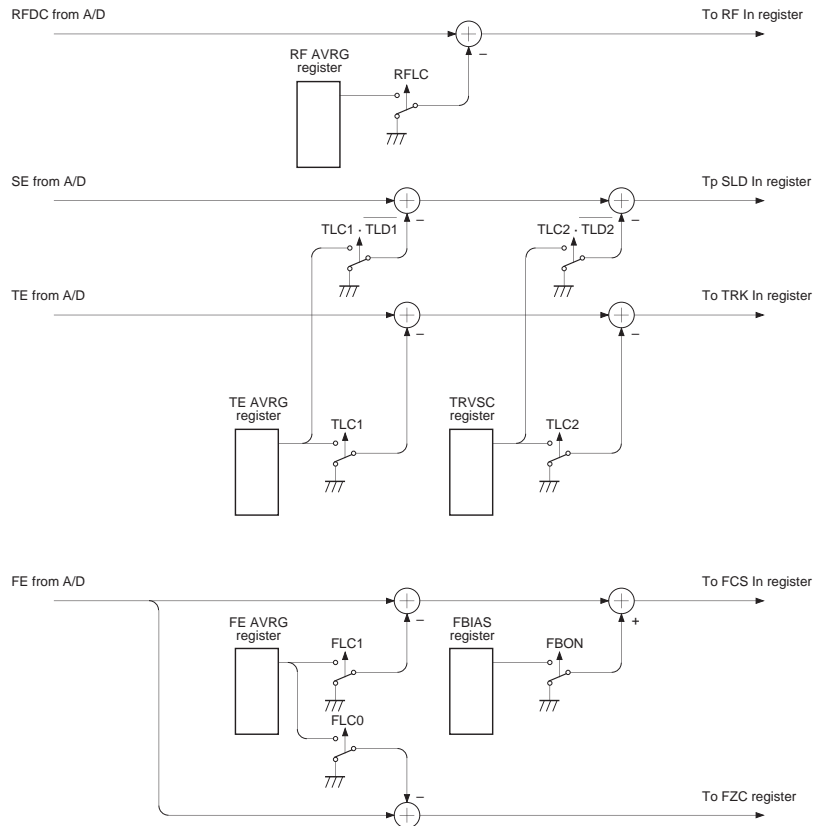 RFDC from A/D
To RF In register
RF AVRG
register
RFLC
–
SE from A/D
Tp SLD In register
–
–
TLC1 · T̅L̅D̅1̅
TLC2 · T̅L̅D̅2̅
TE from A/D
To TRK In register
–
–
TE AVRG
register
TLC1
TRVSC
register
TLC2
FE from A/D
To FCS In register
–
+
FE AVRG
register
FLC1
FBIAS
register
FBON
FLC0
–
To FZC register